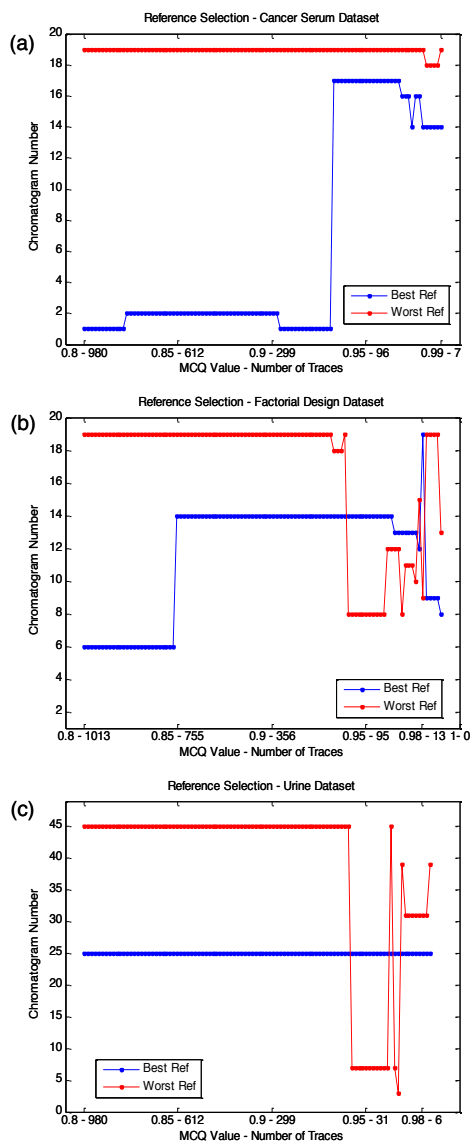 (a)
Reference Selection - Cancer Serum Dataset
20
18
16
14
12
10
8
6
4
2
0
Chromatogram Number
Best Ref
Worst Ref
0.8 - 980 0.85 - 612 0.9 - 299 0.95 - 96 0.99 - 7
MCQ Value - Number of Traces
(b)
Reference Selection - Factorial Design Dataset
20
18
16
14
12
10
8
6
4
2
Chromatogram Number
Best Ref
Worst Ref
0.8 - 1013 0.85 - 755 0.9 - 356 0.95 - 95 0.98 - 13 1 - 0
MCQ Value - Number of Traces
(c)
Reference Selection - Urine Dataset
45
40
35
30
25
20
15
10
5
0
Chromatogram Number
Best Ref
Worst Ref
0.8 - 980 0.85 - 612 0.9 - 299 0.95 - 31 0.98 - 6
MCQ Value - Number of Traces